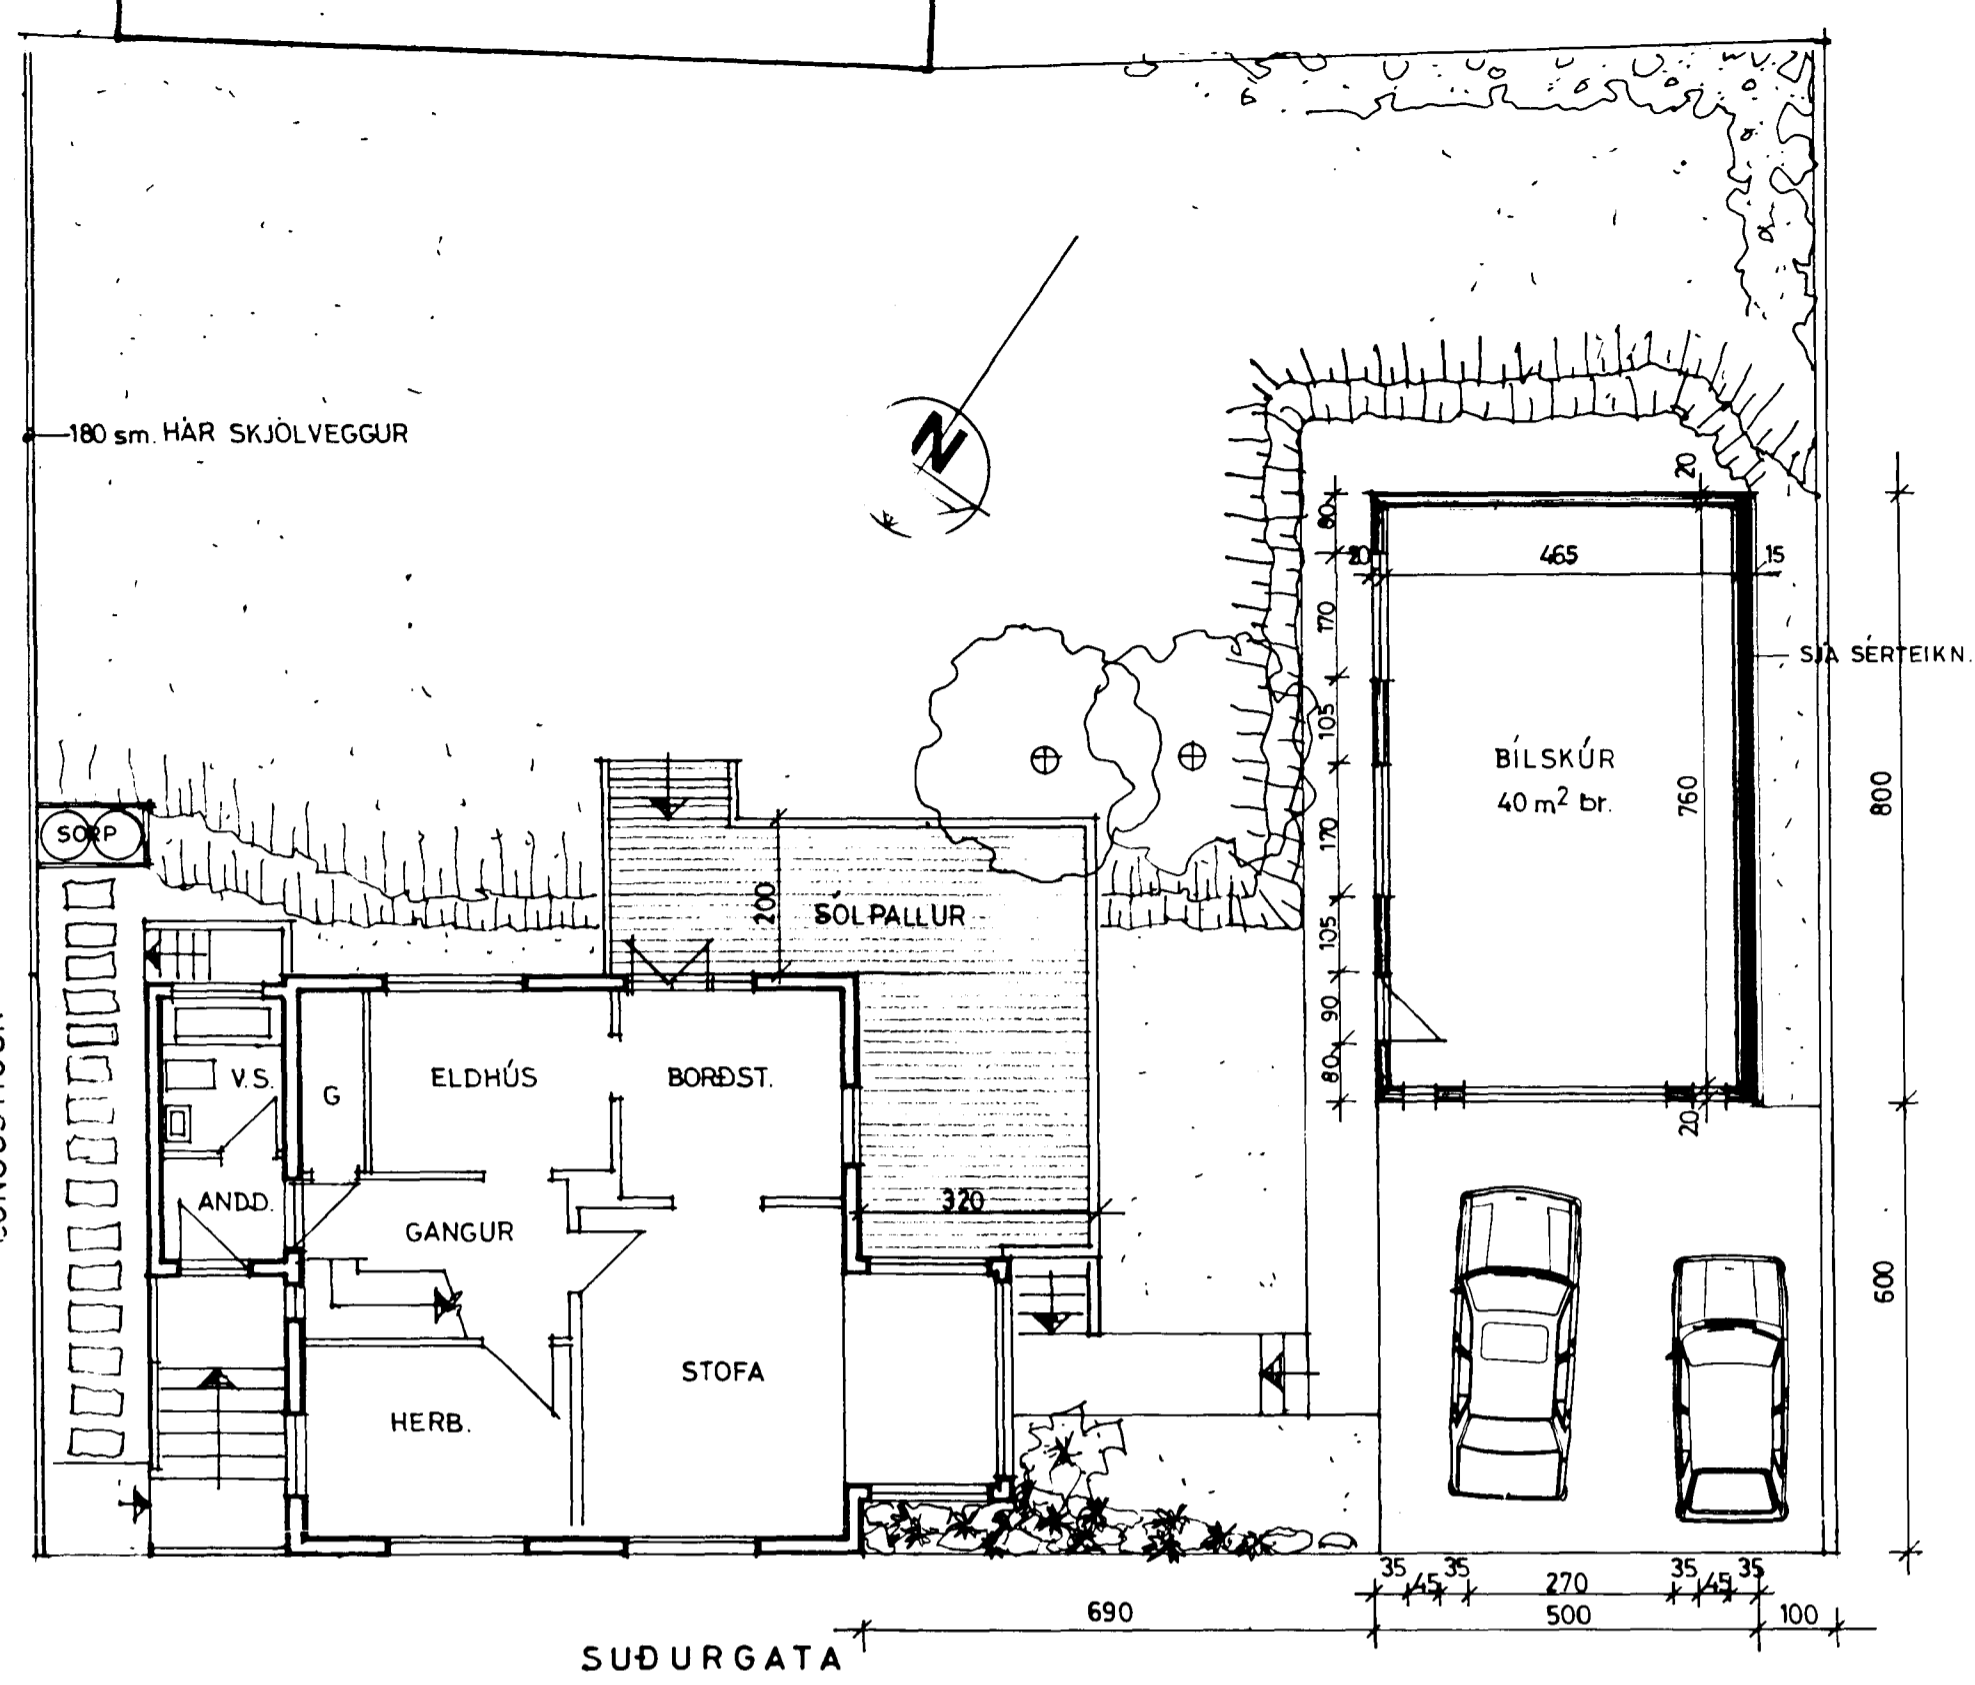 180 sm. HÁR SKJÓLVEGGUR
N
20
80
20
465
15
170
SJÁ SÉRTEIKN.
105
BÍLSKÚR
40 m² br.
760
800
SORP
170
200
SÓLPALLUR
105
90
V.S.
G
ELDHÚS
BORÐST.
80
20
ANDD.
GANGUR
320
600
STOFA
HERB.
35 45 35 270 35 45 35
690 500 100
SUÐURGATA